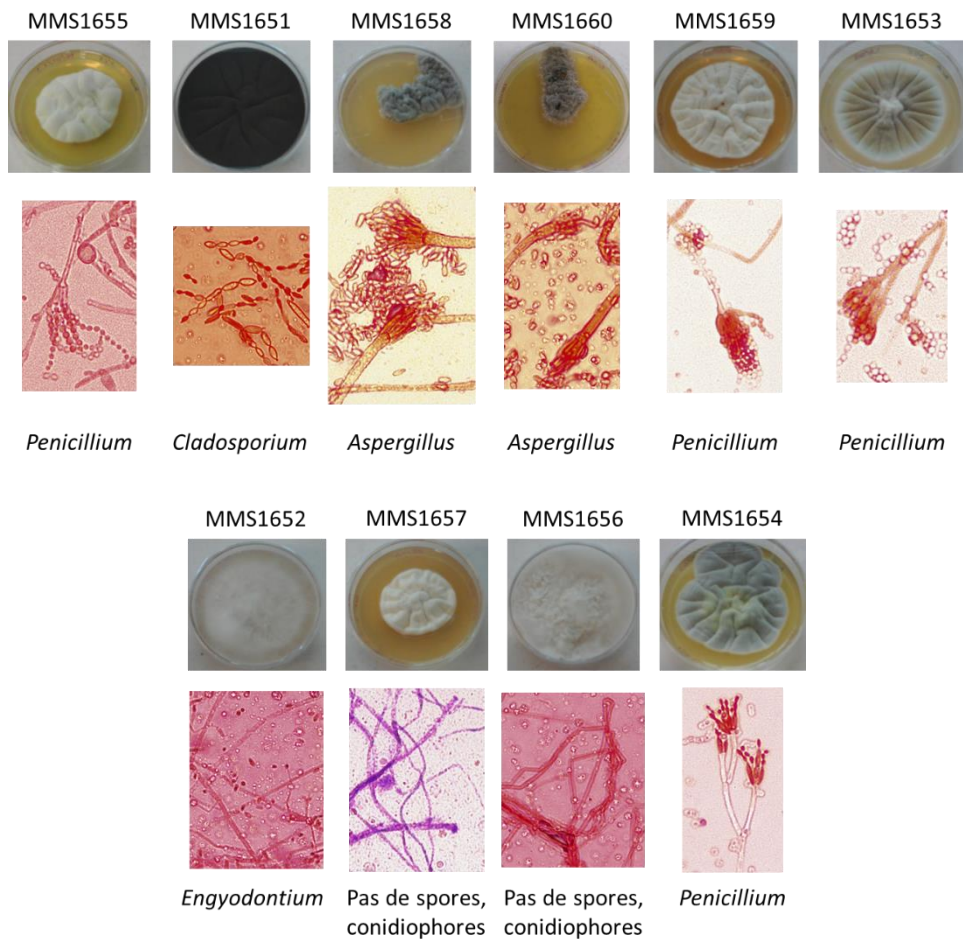 MMS1655 MMS1651 MMS1658 MMS1660 MMS1659 MMS1653
Penicillium Cladosporium Aspergillus Aspergillus Penicillium Penicillium
MMS1652 MMS1657 MMS1656 MMS1654
Engyodontium Pas de spores, Pas de spores, Penicillium
conidiophores conidiophores